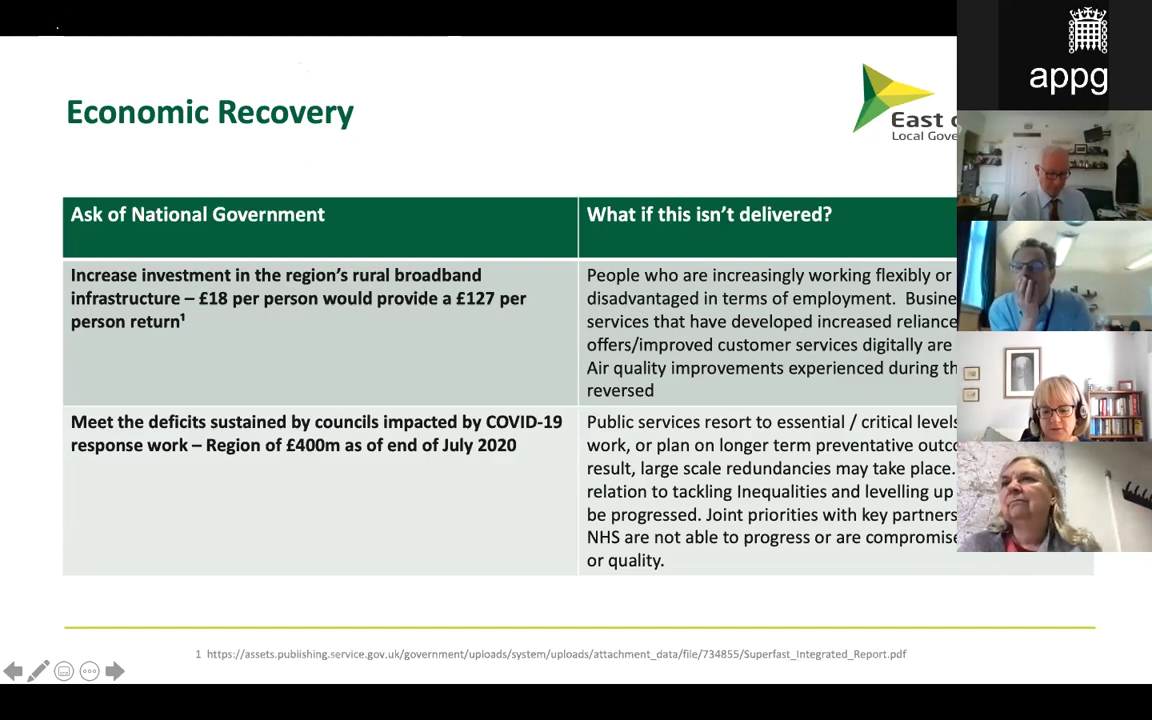 Economic Recovery
East
Local Gove
appg
Ask of National Government
What if this isn’t delivered?
Increase investment in the region’s rural broadband
infrastructure – £18 per person would provide a £127 per
person return¹
People who are increasingly working flexibly or
disadvantaged in terms of employment. Busine
services that have developed increased reliance
offers/improved customer services digitally are
Air quality improvements experienced during th
reversed
Meet the deficits sustained by councils impacted by COVID-19
response work – Region of £400m as of end of July 2020
Public services resort to essential / critical levels
work, or plan on longer term preventative outco
result, large scale redundancies may take place.
relation to tackling Inequalities and levelling up
be progressed. Joint priorities with key partners
NHS are not able to progress or are compromise
or quality.
1 https://assets.publishing.service.gov.uk/government/uploads/system/uploads/attachment_data/file/734855/Superfast_Integrated_Report.pdf